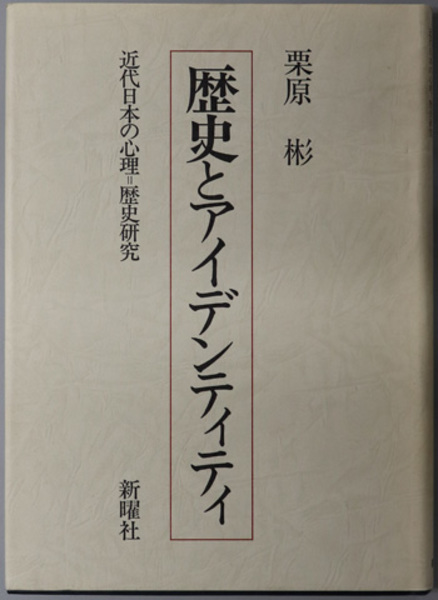 栗原 彬
歴史とアイデンティティ
近代日本の心理=歴史研究
新曜社